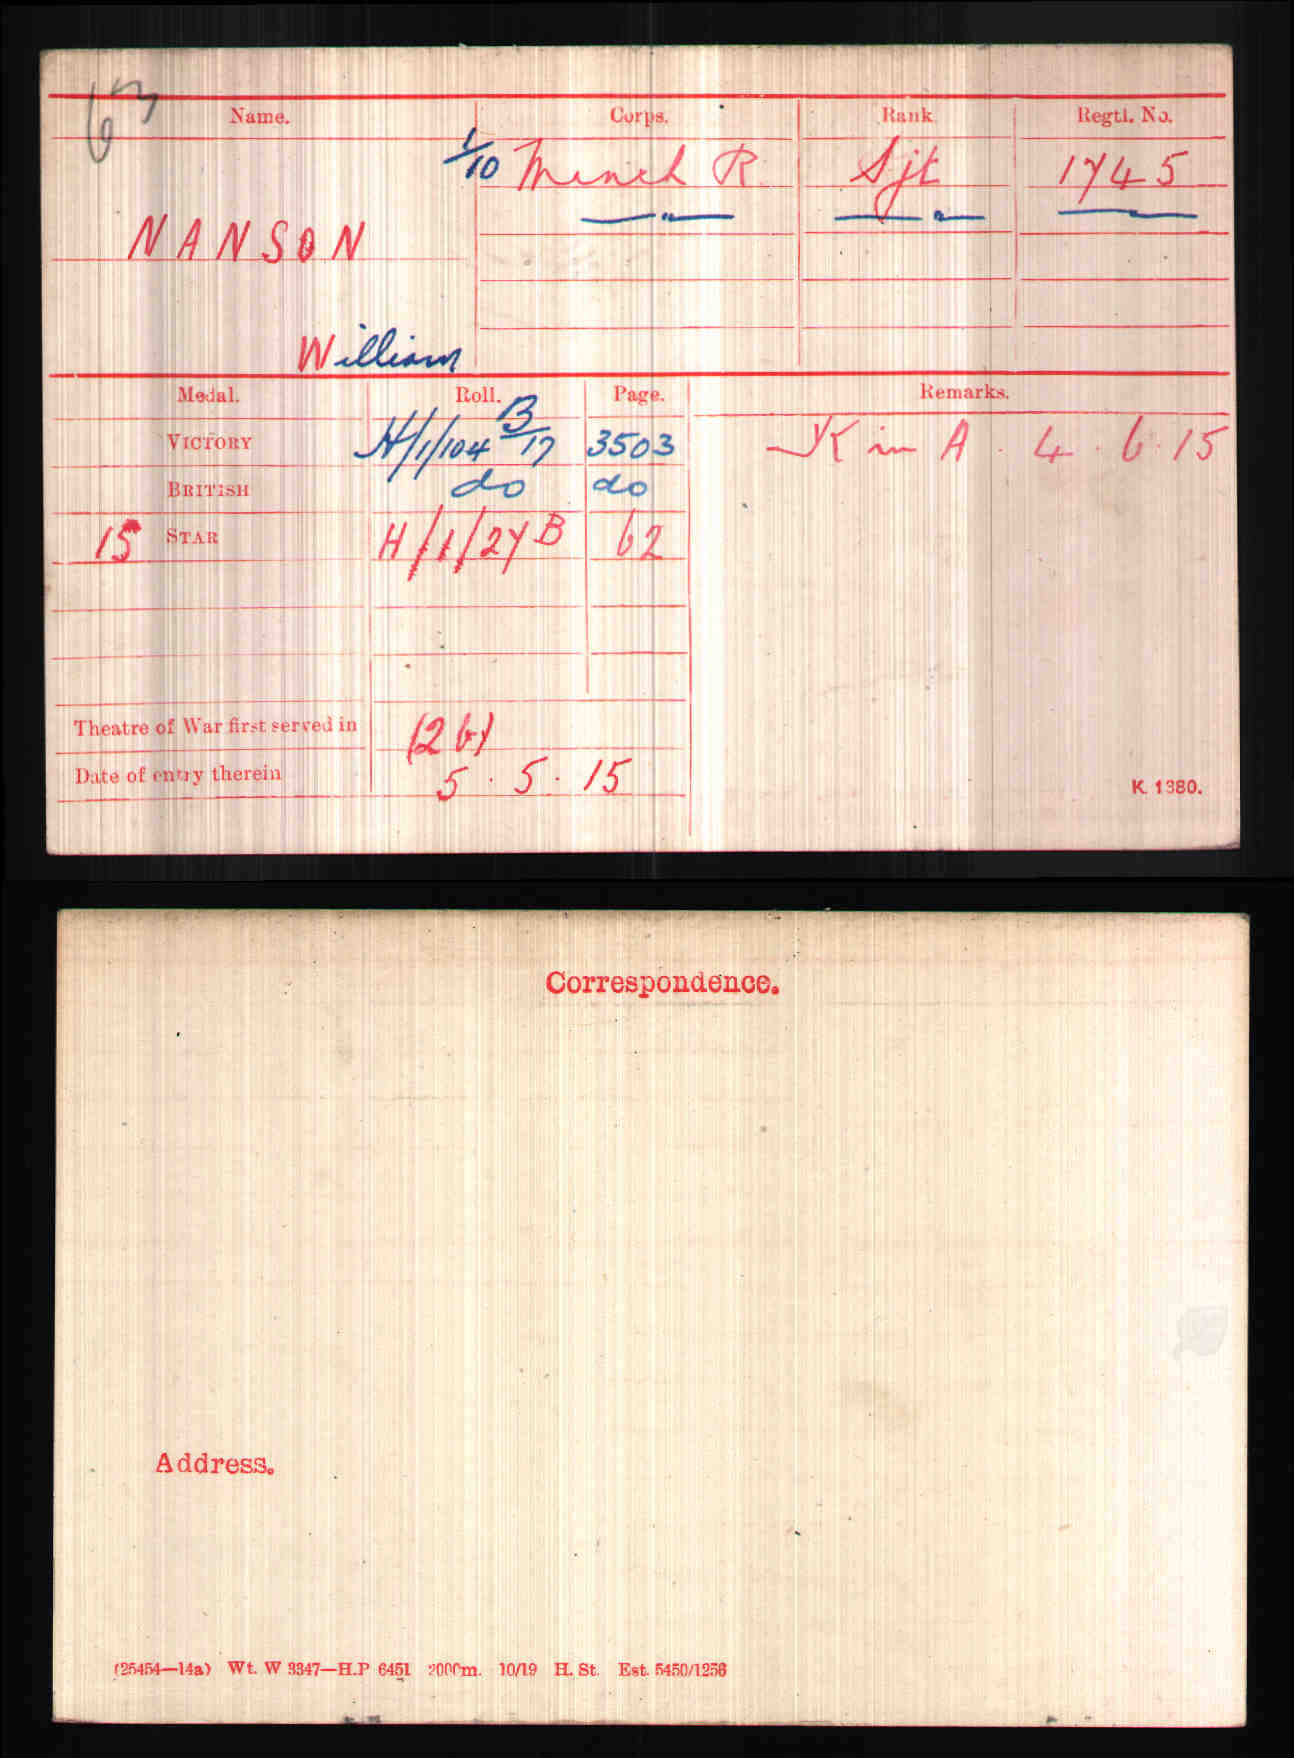 63
Name. Corps. Rank Regtl. No.
1/10 Manch R. Sjt 1745
NANSON
William
Medal. Roll. Page. Remarks.
VICTORY H/1/104 B/17 3503 K in A. 4.6.15
BRITISH do do
15 STAR H/1/2yB 62
Theatre of War first served in (2b)
Date of entry therein 5.5.15
K. 1380.
Correspondence.
Address.
(25454—14a) Wt. W 3347—H.P 6451 2000m. 10/19 H. St. Est. 5450/1256